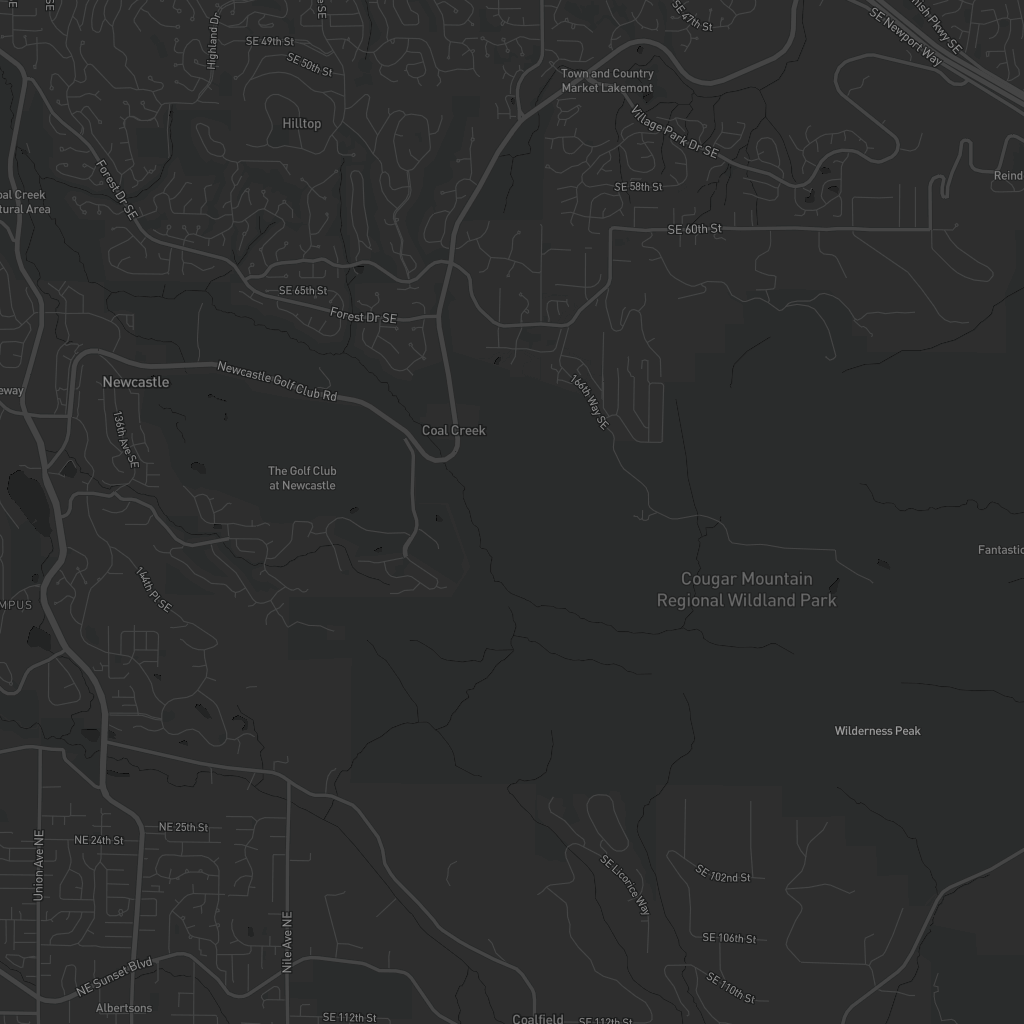 SE
SE
SE
SE 47th St
nish Pkwy SE
SE Newport Way
Highland Dr
SE 49th St
SE 50th St
Town and Country
Market Lakemont
Hilltop
Village Park Dr SE
Forest Dr SE
Reind
SE 58th St
oal Creek
tural Area
SE 60th St
SE 65th St
Forest Dr SE
Newcastle Golf Club Rd
Newcastle
eway
166th Way SE
136th Ave SE
Coal Creek
The Golf Club
at Newcastle
Fantastic
Cougar Mountain
Regional Wildland Park
144th Pl SE
MPUS
Wilderness Peak
NE 25th St
NE 24th St
Union Ave NE
SE Licorice Way
SE 102nd St
Nile Ave NE
SE 106th St
NE Sunset Blvd
SE 110th St
Albertsons
SE 112th St
Coalfield
SE 112th St